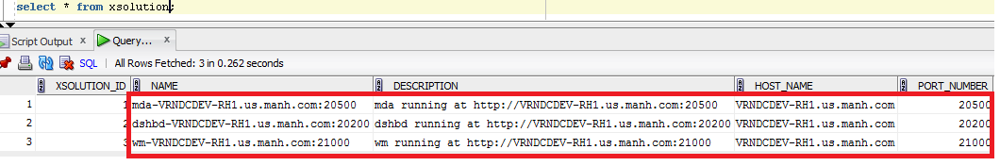 select * from xsolution;
Script Output x Query... x
SQL | All Rows Fetched: 3 in 0.262 seconds
XSOLUTION_ID NAME DESCRIPTION HOST_NAME PORT_NUMBER
1 1 mda-VRNDCDEV-RH1.us.manh.com:20500 mda running at http://VRNDCDEV-RH1.us.manh.com:20500 VRNDCDEV-RH1.us.manh.com 20500
2 2 dshbd-VRNDCDEV-RH1.us.manh.com:20200 dshbd running at http://VRNDCDEV-RH1.us.manh.com:20200 VRNDCDEV-RH1.us.manh.com 20200
3 3 wm-VRNDCDEV-RH1.us.manh.com:21000 wm running at http://VRNDCDEV-RH1.us.manh.com:21000 VRNDCDEV-RH1.us.manh.com 21000